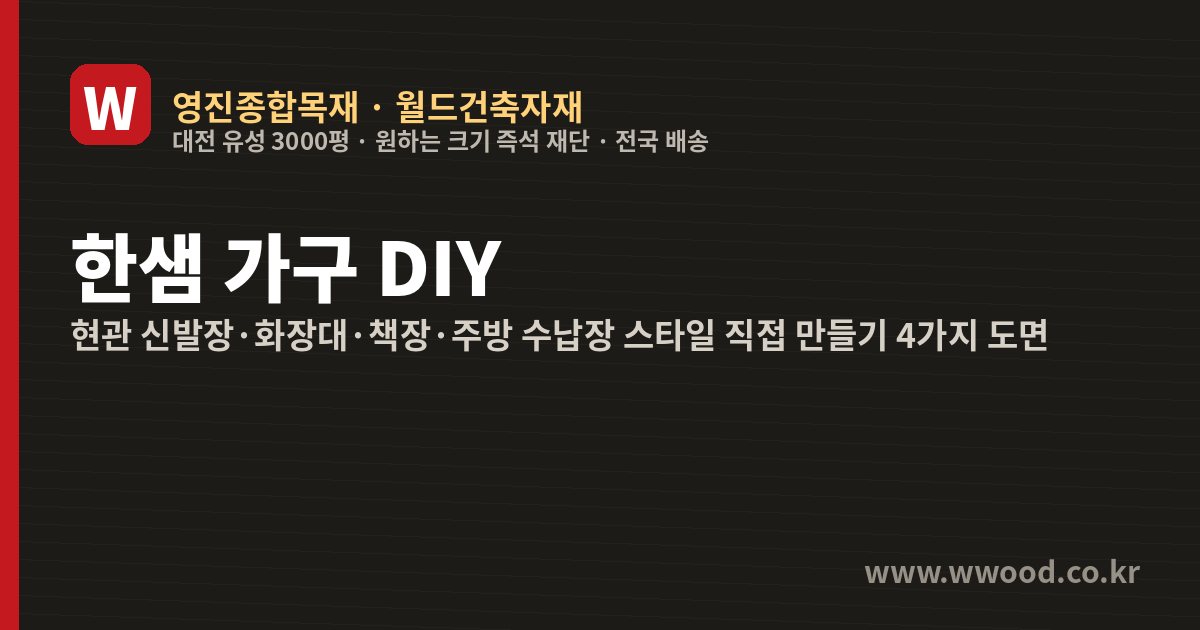 W
영진종합목재 · 월드건축자재
대전 유성 3000평 · 원하는 크기 즉석 재단 · 전국 배송
한샘 가구 DIY
현관 신발장·화장대·책장·주방 수납장 스타일 직접 만들기 4가지 도면
www.wwood.co.kr